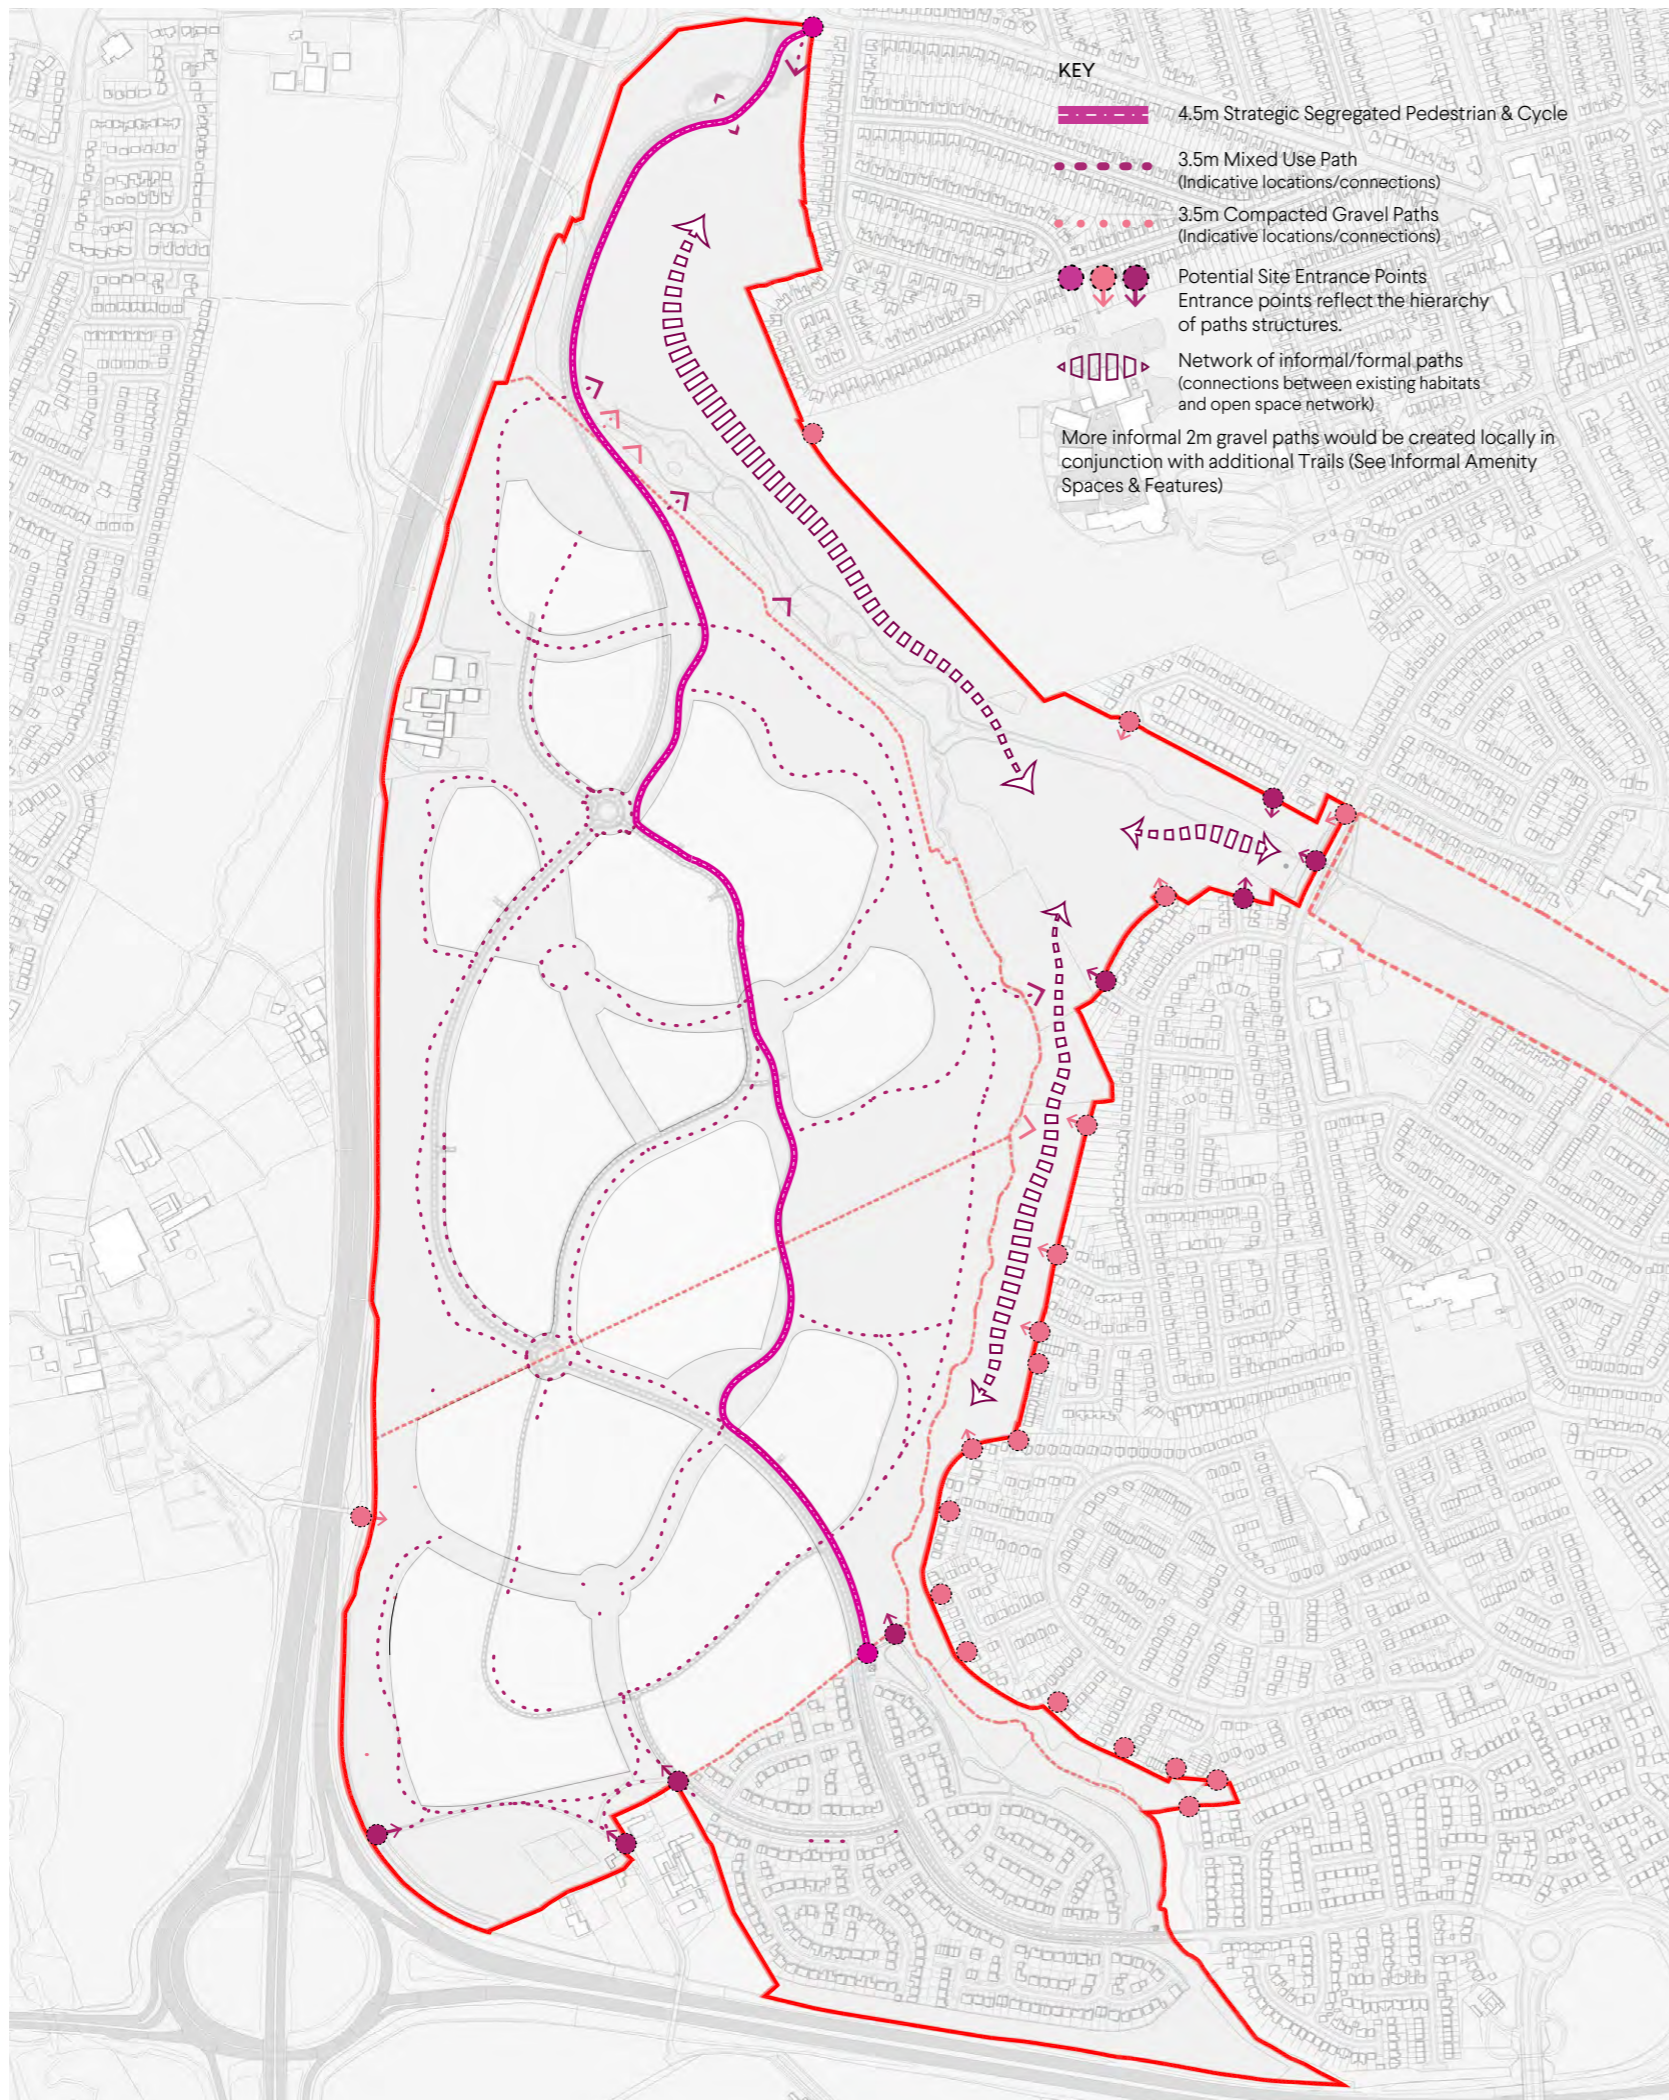 KEY
4.5m Strategic Segregated Pedestrian & Cycle
3.5m Mixed Use Path
(Indicative locations/connections)
3.5m Compacted Gravel Paths
(Indicative locations/connections)
Potential Site Entrance Points
Entrance points reflect the hierarchy
of paths structures.
Network of informal/formal paths
(connections between existing habitats
and open space network)
More informal 2m gravel paths would be created locally in
conjunction with additional Trails (See Informal Amenity
Spaces & Features)